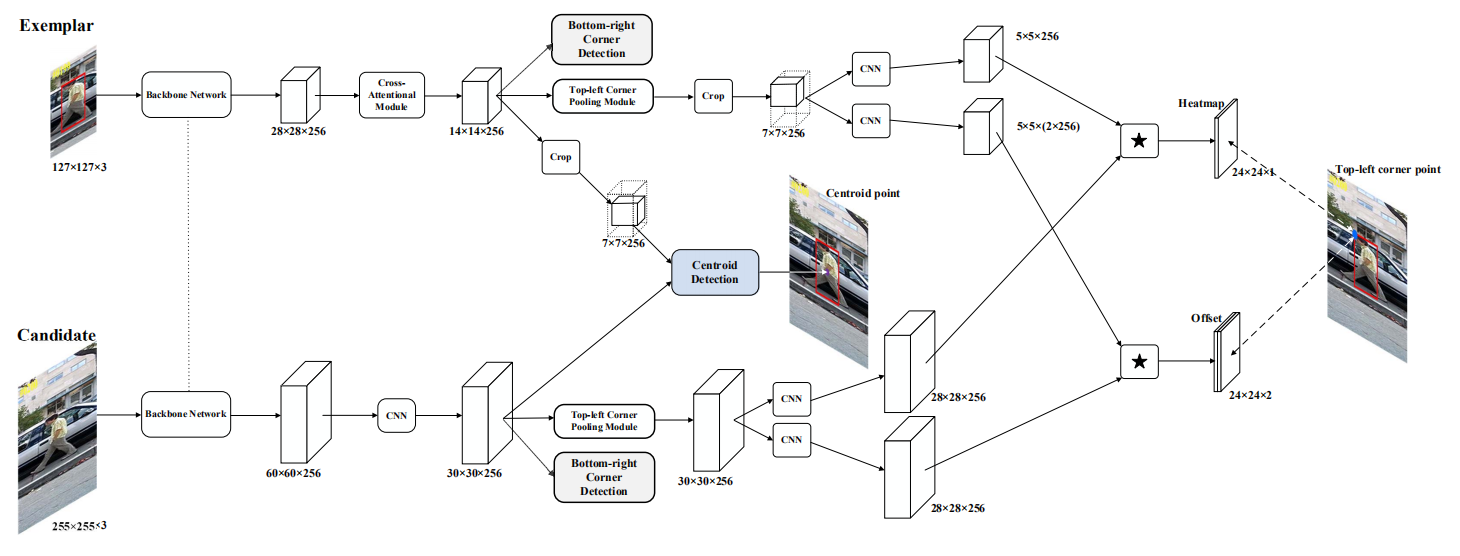 Exemplar
Backbone Network
127×127×3
28×28×256
Cross-
Attentional
Module
14×14×256
Bottom-right
Corner
Detection
Top-left Corner
Pooling Module
Crop
7×7×256
CNN
CNN
5×5×256
5×5×(2×256)
Heatmap
24×24×1
Top-left corner point
Crop
7×7×256
Centroid
Detection
Centroid point
Candidate
Backbone Network
255×255×3
60×60×256
CNN
30×30×256
Top-left Corner
Pooling Module
Bottom-right
Corner
Detection
30×30×256
CNN
CNN
28×28×256
28×28×256
Offset
24×24×2